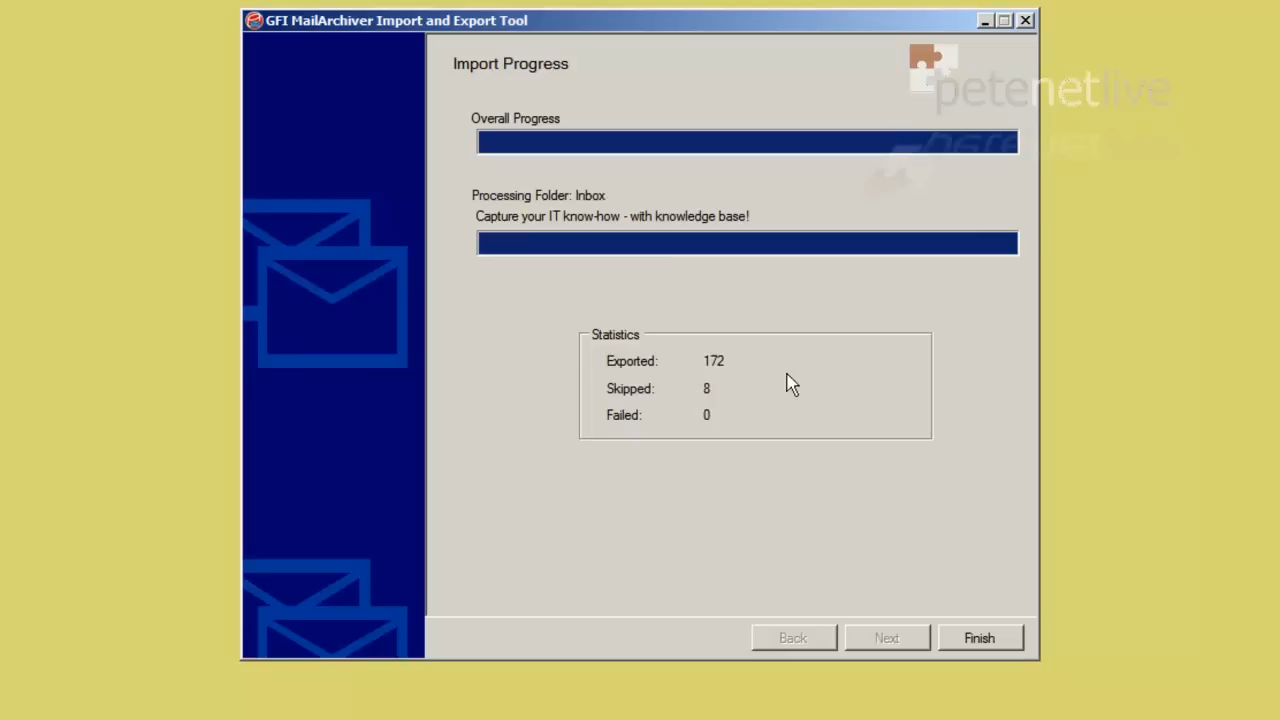 GFI MailArchiver Import and Export Tool
Import Progress
petenetlive
Overall Progress
Processing Folder: Inbox
Capture your IT know-how - with knowledge base!
Statistics
Exported: 172
Skipped: 8
Failed: 0
Back Next Finish